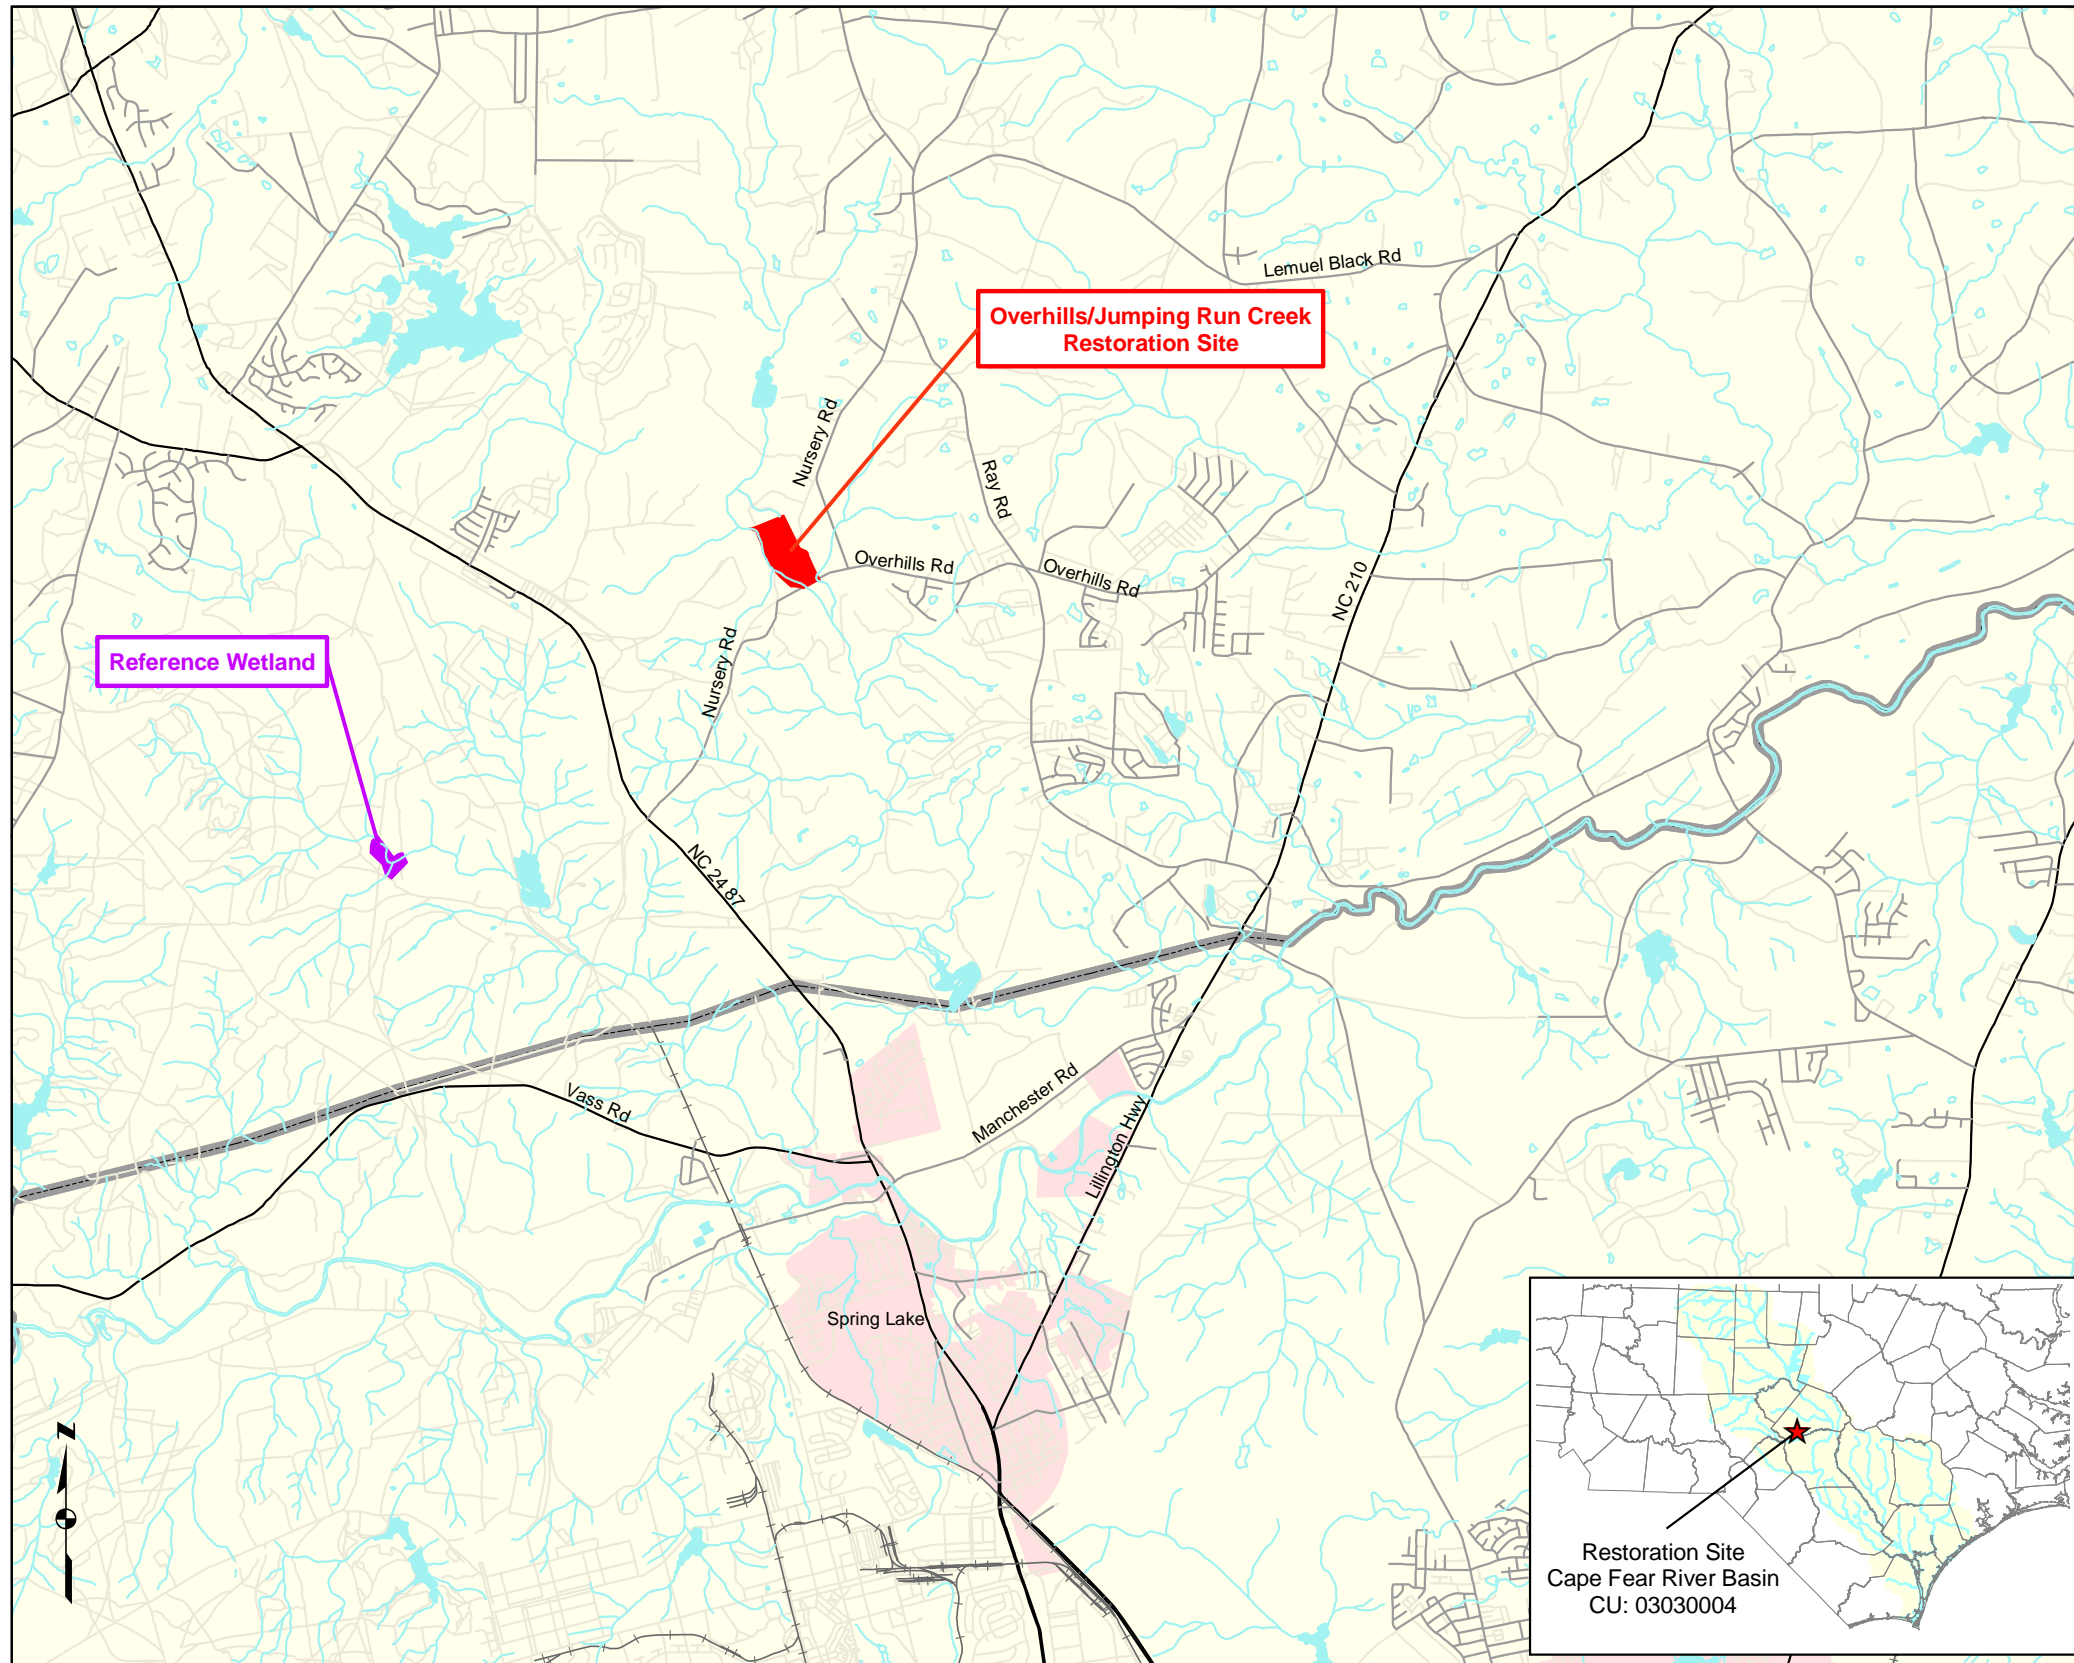 Lemuel Black Rd
Overhills/Jumping Run Creek
Restoration Site
Nursery Rd
Ray Rd
Overhills Rd
Overhills Rd
NC 210
Reference Wetland
Nursery Rd
NC 24 87
Vass Rd
Manchester Rd
Lillington Hwy
Spring Lake
N
Restoration Site
Cape Fear River Basin
CU: 03030004